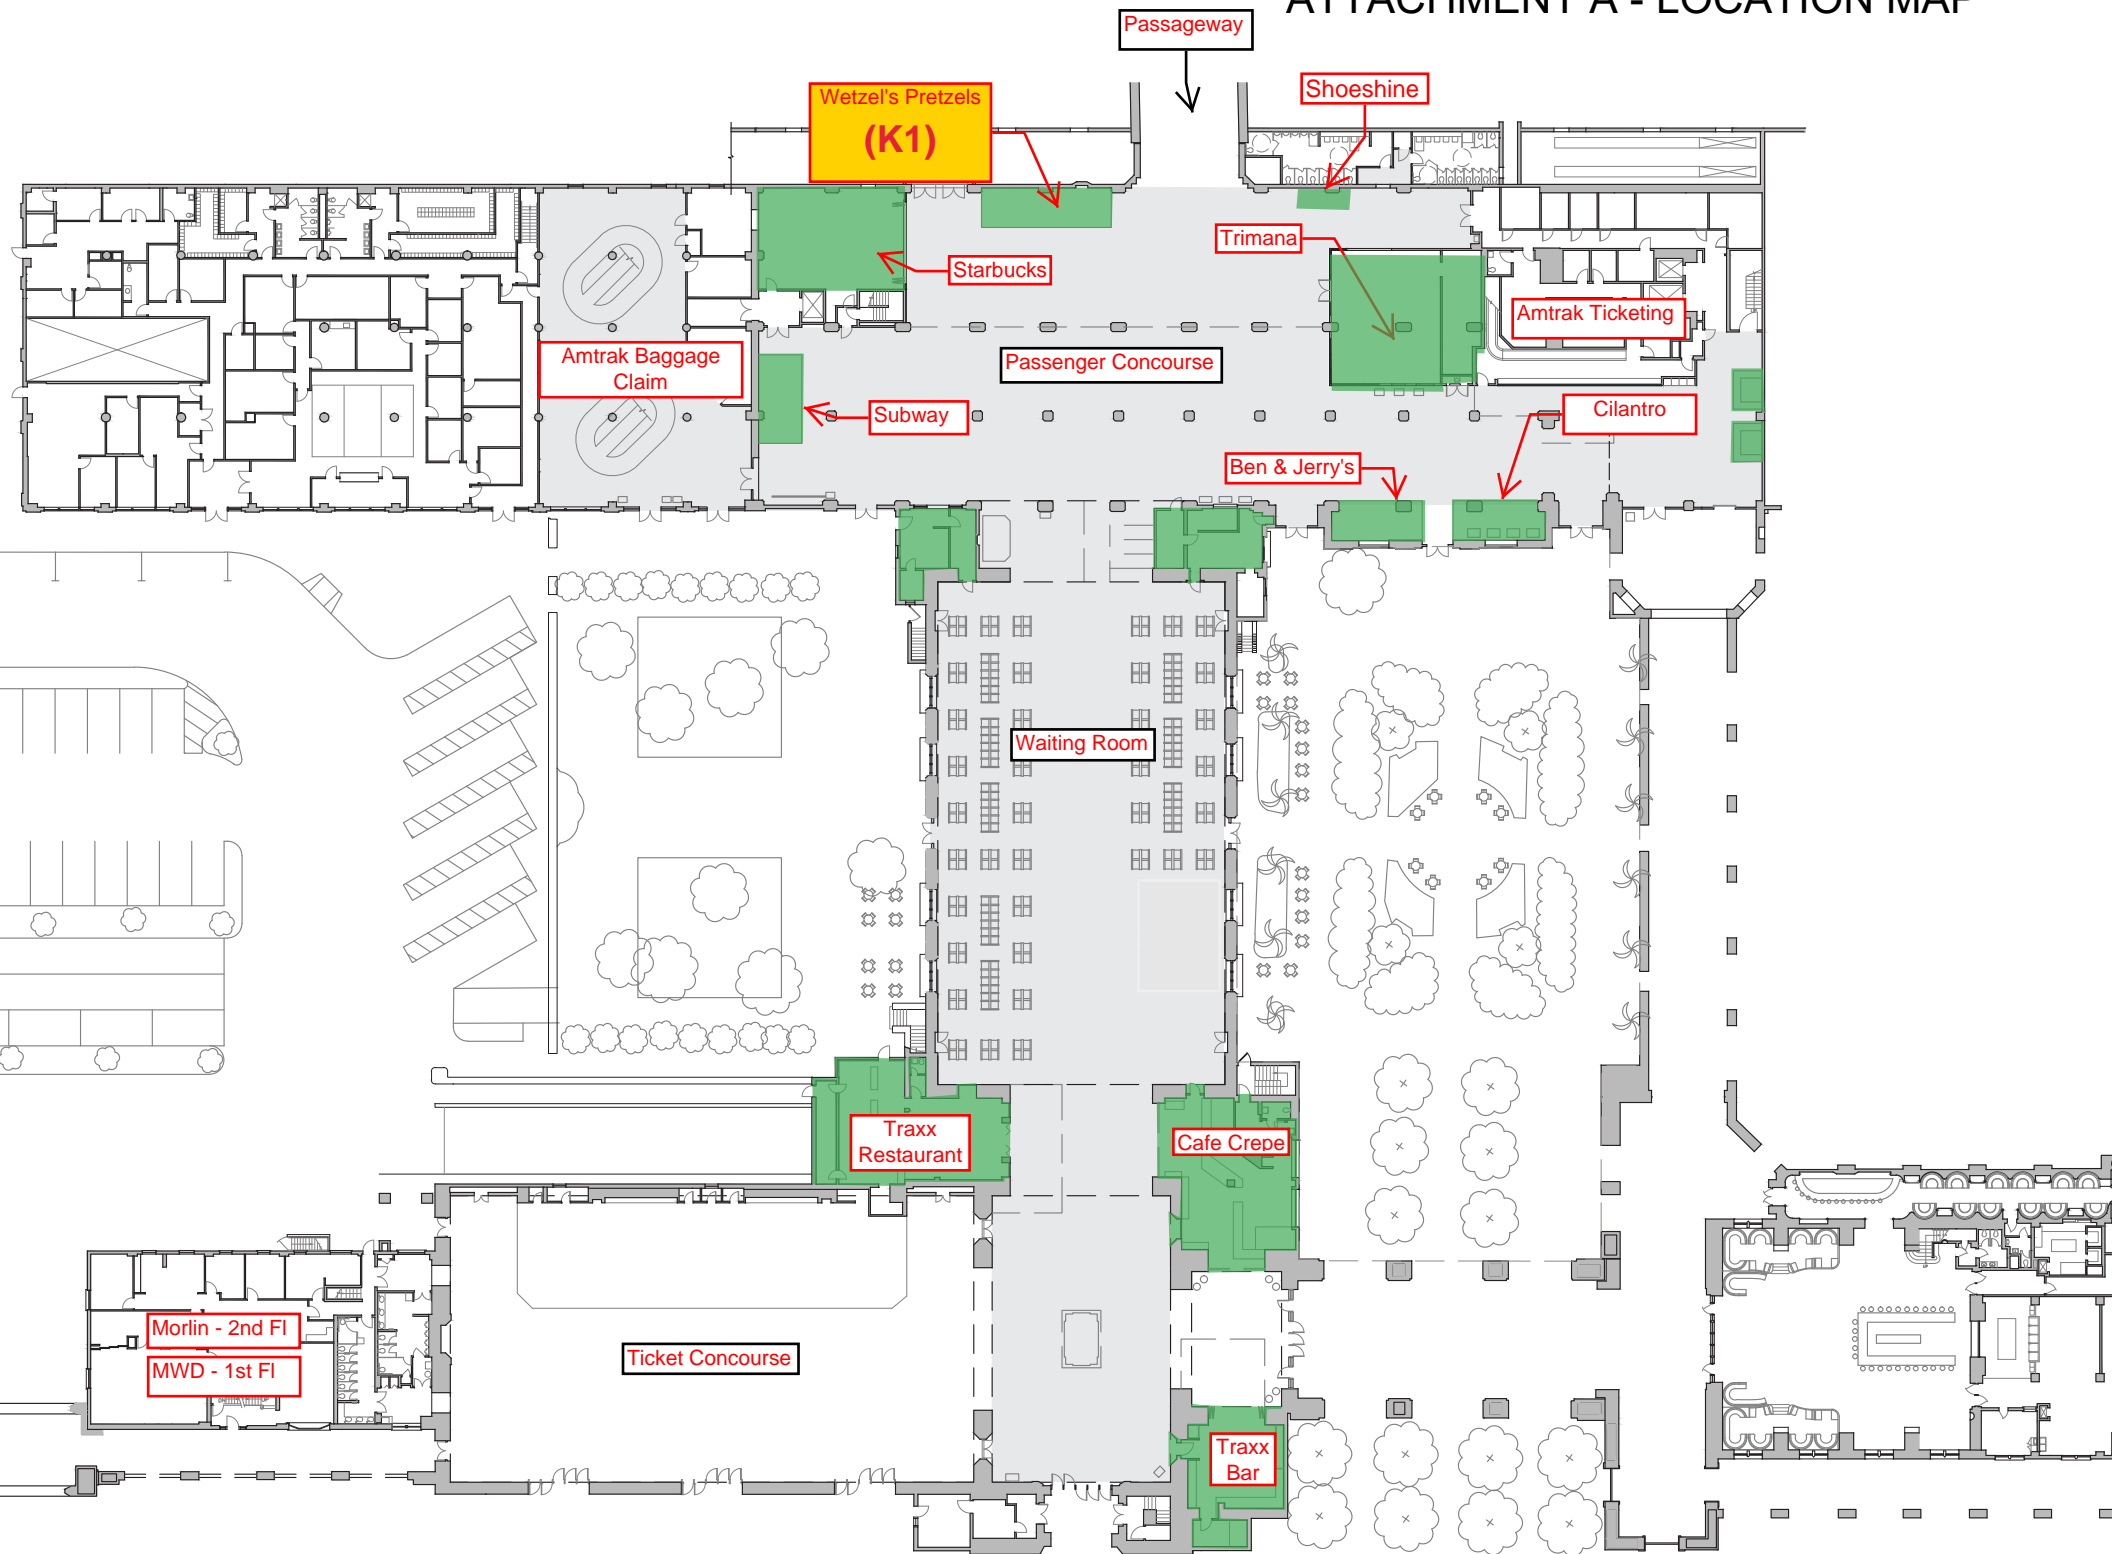 ATTACHMENT A - LOCATION MAP
Passageway
Wetzel's Pretzels
(K1)
Shoeshine
Trimana
Starbucks
Amtrak Ticketing
Amtrak Baggage
Claim
Passenger Concourse
Subway
Cilantro
Ben & Jerry's
Waiting Room
Traxx
Restaurant
Cafe Crepe
Morlin - 2nd Fl
MWD - 1st Fl
Ticket Concourse
Traxx
Bar